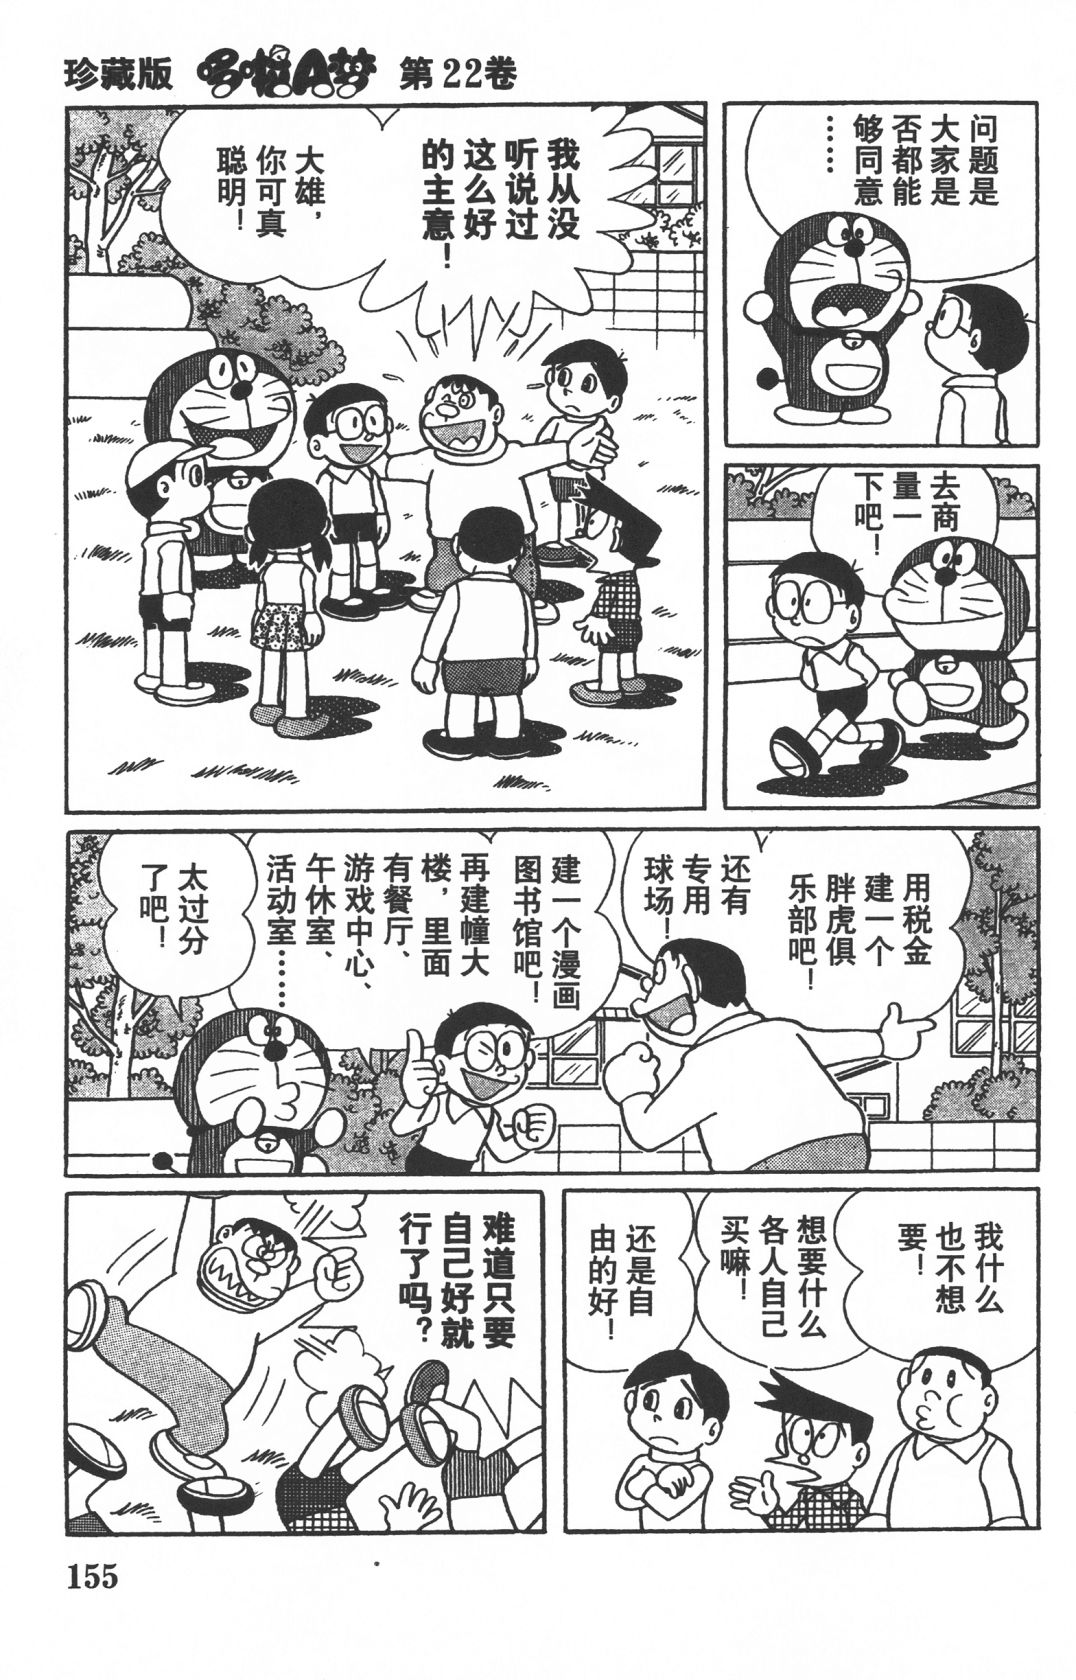 珍藏版 哆啦A梦 第22卷
问题是
大家是
否都能
够同意
……
去商
量一
下吧！
我从没
听说过
这么好
的主意！
大雄，
你可真
聪明！
用税金
建一个
胖虎俱
乐部吧！
还有
专用
球场！
建一个漫画
图书馆吧！
再建幢大
楼，里面
有餐厅、
游戏中心、
午休室、
活动室……
太过分
了吧！
我什么
也不想
要！
想要什么
各人自己
买嘛！
还是自
由的好！
难道只要
自己好就
行了吗？
155